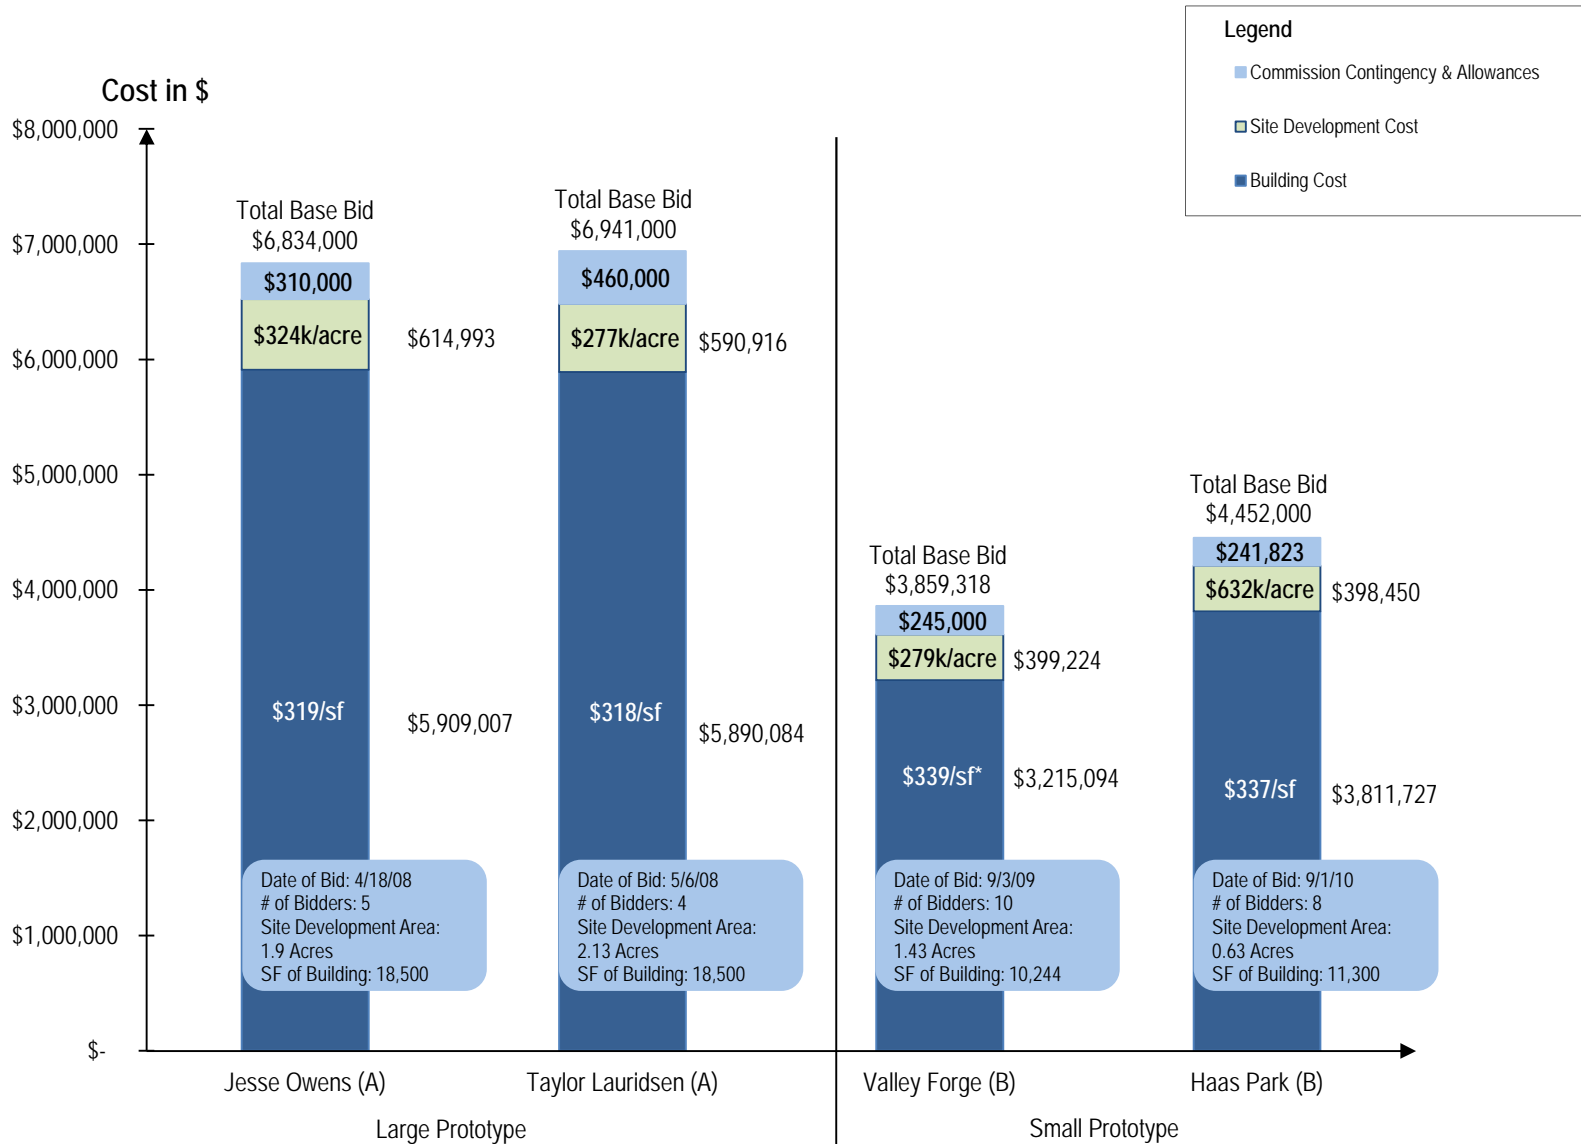 Legend
Commission Contingency & Allowances
Site Development Cost
Building Cost
Cost in $
$8,000,000
$7,000,000
$6,000,000
$5,000,000
$4,000,000
$3,000,000
$2,000,000
$1,000,000
$-
Total Base Bid
$6,834,000
$310,000
$324k/acre
$614,993
$319/sf
$5,909,007
Date of Bid: 4/18/08
# of Bidders: 5
Site Development Area:
1.9 Acres
SF of Building: 18,500
Total Base Bid
$6,941,000
$460,000
$277k/acre
$590,916
$318/sf
$5,890,084
Date of Bid: 5/6/08
# of Bidders: 4
Site Development Area:
2.13 Acres
SF of Building: 18,500
Total Base Bid
$3,859,318
$245,000
$279k/acre
$399,224
$339/sf*
$3,215,094
Date of Bid: 9/3/09
# of Bidders: 10
Site Development Area:
1.43 Acres
SF of Building: 10,244
Total Base Bid
$4,452,000
$241,823
$632k/acre
$398,450
$337/sf
$3,811,727
Date of Bid: 9/1/10
# of Bidders: 8
Site Development Area:
0.63 Acres
SF of Building: 11,300
Jesse Owens (A)
Taylor Lauridsen (A)
Valley Forge (B)
Haas Park (B)
Large Prototype
Small Prototype